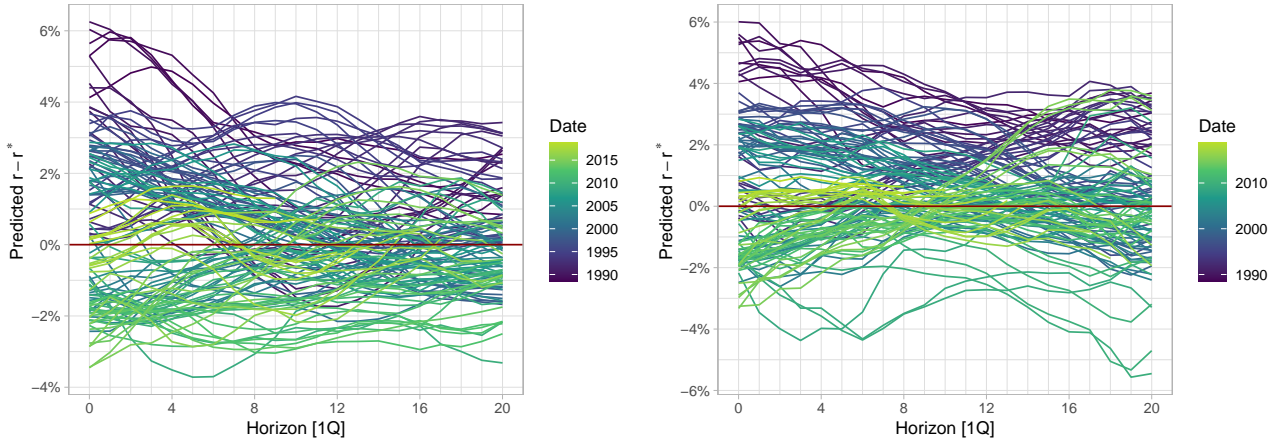 6%
4%
2%
0%
−2%
−4%
Predicted r − r *
0 4 8 12 16 20
Horizon [1Q]
Date
2015
2010
2005
2000
1995
1990
6%
4%
2%
0%
−2%
−4%
−6%
Predicted r − r *
0 4 8 12 16 20
Horizon [1Q]
Date
2010
2000
1990